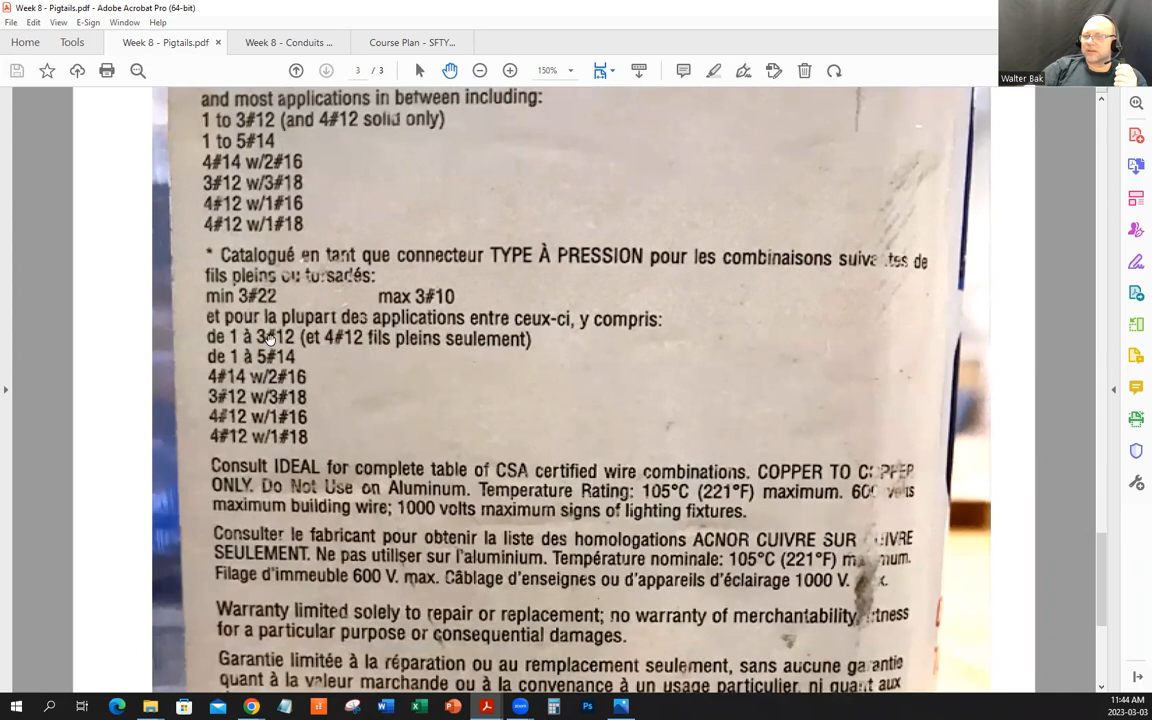 Week 8 - Pigtails.pdf - Adobe Acrobat Pro (64-bit)
File Edit View E-Sign Window Help
Home Tools Week 8 - Pigtails.pdf × Week 8 - Conduits ... Course Plan - SFTY...
3 / 3 150%
Walter Bak
and most applications in between including:
1 to 3#12 (and 4#12 solid only)
1 to 5#14
4#14 w/2#16
3#12 w/3#18
4#12 w/1#16
4#12 w/1#18
* Catalogué en tant que connecteur TYPE À PRESSION pour les combinaisons de
fils pleins ou torsadés:
min 3#22 max 3#10
et pour la plupart des applications entre ceux-ci, y compris:
de 1 à 3#12 (et 4#12 fils pleins seulement)
de 1 à 5#14
4#14 w/2#16
3#12 w/3#18
4#12 w/1#16
4#12 w/1#18
Consult IDEAL for complete table of CSA certified wire combinations. COPPER TO COPPER
ONLY. Do Not Use on Aluminum. Temperature Rating: 105°C (221°F) maximum. 600 volts
maximum building wire; 1000 volts maximum signs of lighting fixtures.
Consulter le fabricant pour obtenir la liste des homologations ACNOR CUIVRE SUR CUIVRE
SEULEMENT. Ne pas utiliser sur l'aluminium. Température nominale: 105°C (221°F) maximum.
Filage d'immeuble 600 V. max. Câblage d'enseignes ou d'appareils d'éclairage 1000 V.
Warranty limited solely to repair or replacement; no warranty of merchantability, fitness
for a particular purpose or consequential damages.
Garantie limitée à la réparation ou au remplacement seulement, sans aucune garantie
quant à la valeur marchande ou à la convenance à un usage particulier, ni quant aux
11:44 AM
2023-03-03